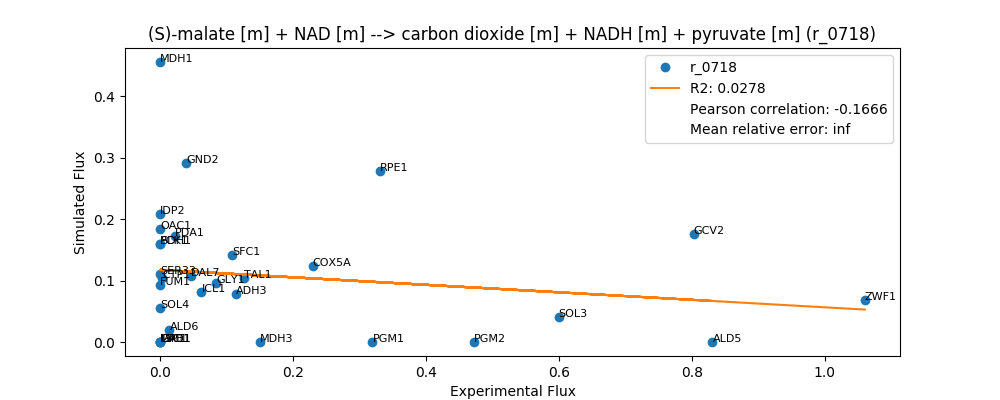 (S)-malate [m] + NAD [m] --> carbon dioxide [m] + NADH [m] + pyruvate [m] (r_0718)
r_0718
R2: 0.0278
Pearson correlation: -0.1666
Mean relative error: inf
Simulated Flux
0.4
0.3
0.2
0.1
0.0
MDH1
GND2
RPE1
IDP2
OAC1
PDA1
GCV2
SFC1
COX5A
SER33
DAL7
TAL1
GLY1
FUM1
ICL1
ADH3
ZWF1
SOL4
SOL3
ALD6
MDH3
PGM1
PGM2
ALD5
0.0
0.2
0.4
0.6
0.8
1.0
Experimental Flux